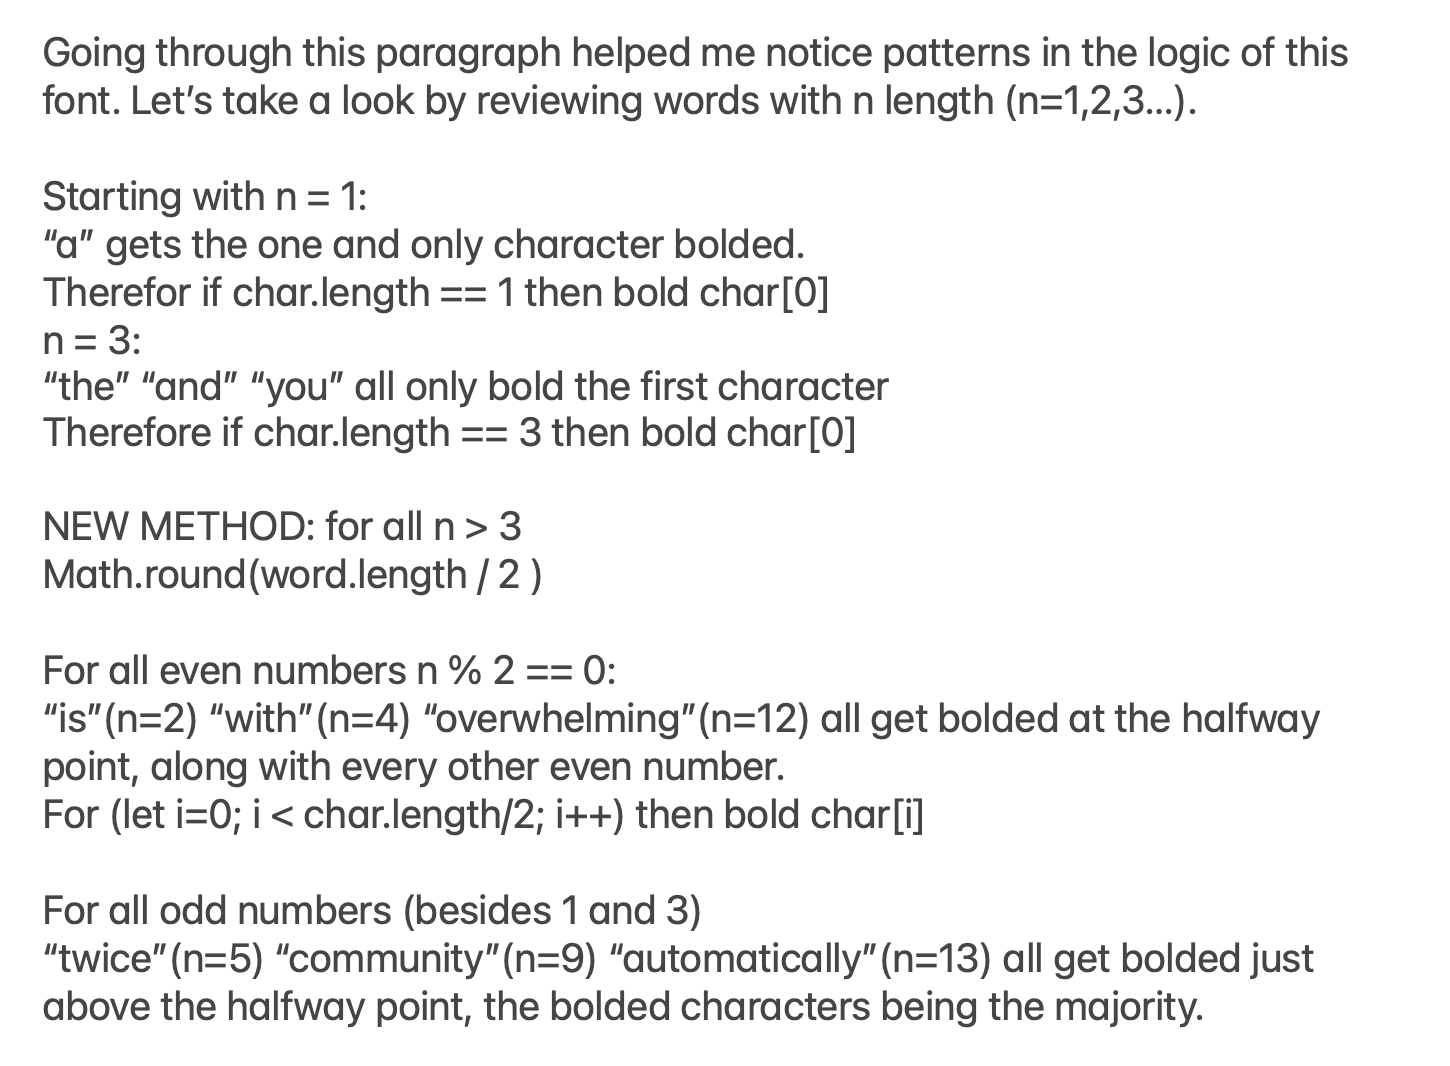 Going through this paragraph helped me notice patterns in the logic of this
font. Let’s take a look by reviewing words with n length (n=1,2,3...).
Starting with n = 1:
“a” gets the one and only character bolded.
Therefor if char.length == 1 then bold char[0]
n = 3:
“the” “and” “you” all only bold the first character
Therefore if char.length == 3 then bold char[0]
NEW METHOD: for all n > 3
Math.round(word.length / 2 )
For all even numbers n % 2 == 0:
“is”(n=2) “with”(n=4) “overwhelming”(n=12) all get bolded at the halfway
point, along with every other even number.
For (let i=0; i < char.length/2; i++) then bold char[i]
For all odd numbers (besides 1 and 3)
“twice”(n=5) “community”(n=9) “automatically”(n=13) all get bolded just
above the halfway point, the bolded characters being the majority.